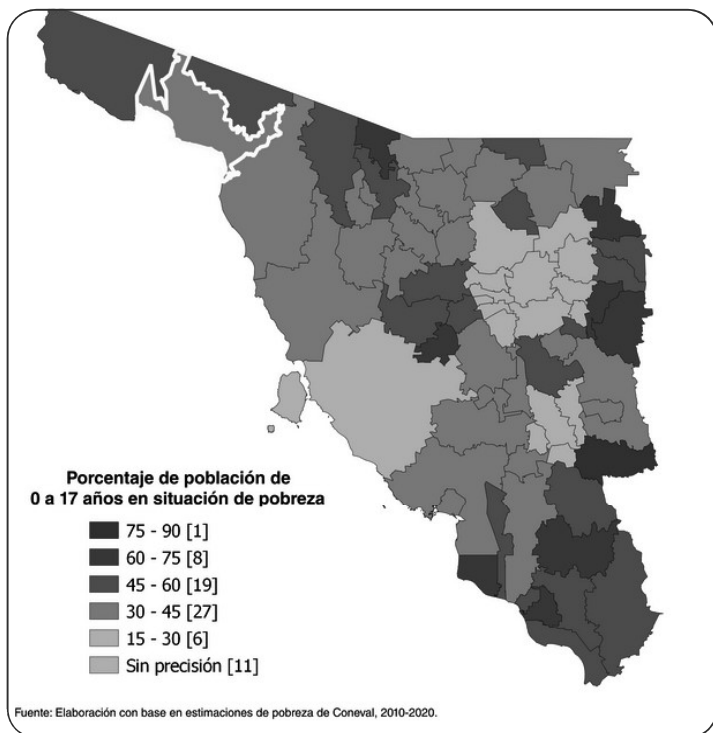 Porcentaje de población de
0 a 17 años en situación de pobreza
75 - 90 [1]
60 - 75 [8]
45 - 60 [19]
30 - 45 [27]
15 - 30 [6]
Sin precisión [11]
Fuente: Elaboración con base en estimaciones de pobreza de Coneval, 2010-2020.